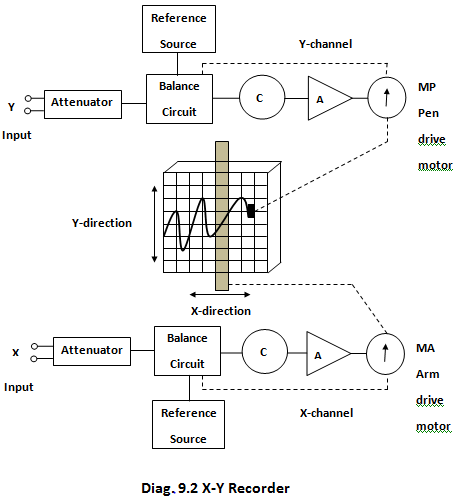 Reference
Source
Y-channel
Y
Input
Attenuator
Balance
Circuit
C
A
MP
Pen
drive
motor
Y-direction
X-direction
X
Input
Attenuator
Balance
Circuit
C
A
MA
Arm
drive
motor
Reference
Source
X-channel
Diag. 9.2 X-Y Recorder